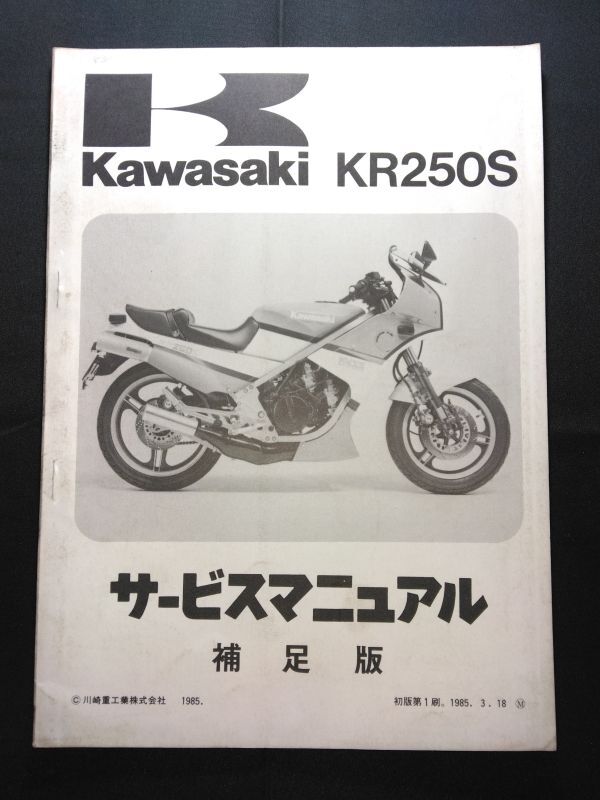 Kawasaki KR250S
Kawasaki
サービスマニュアル
補足版
©川崎重工業株式会社 1985. 初版第1刷。1985. 3. 18 Ⓜ